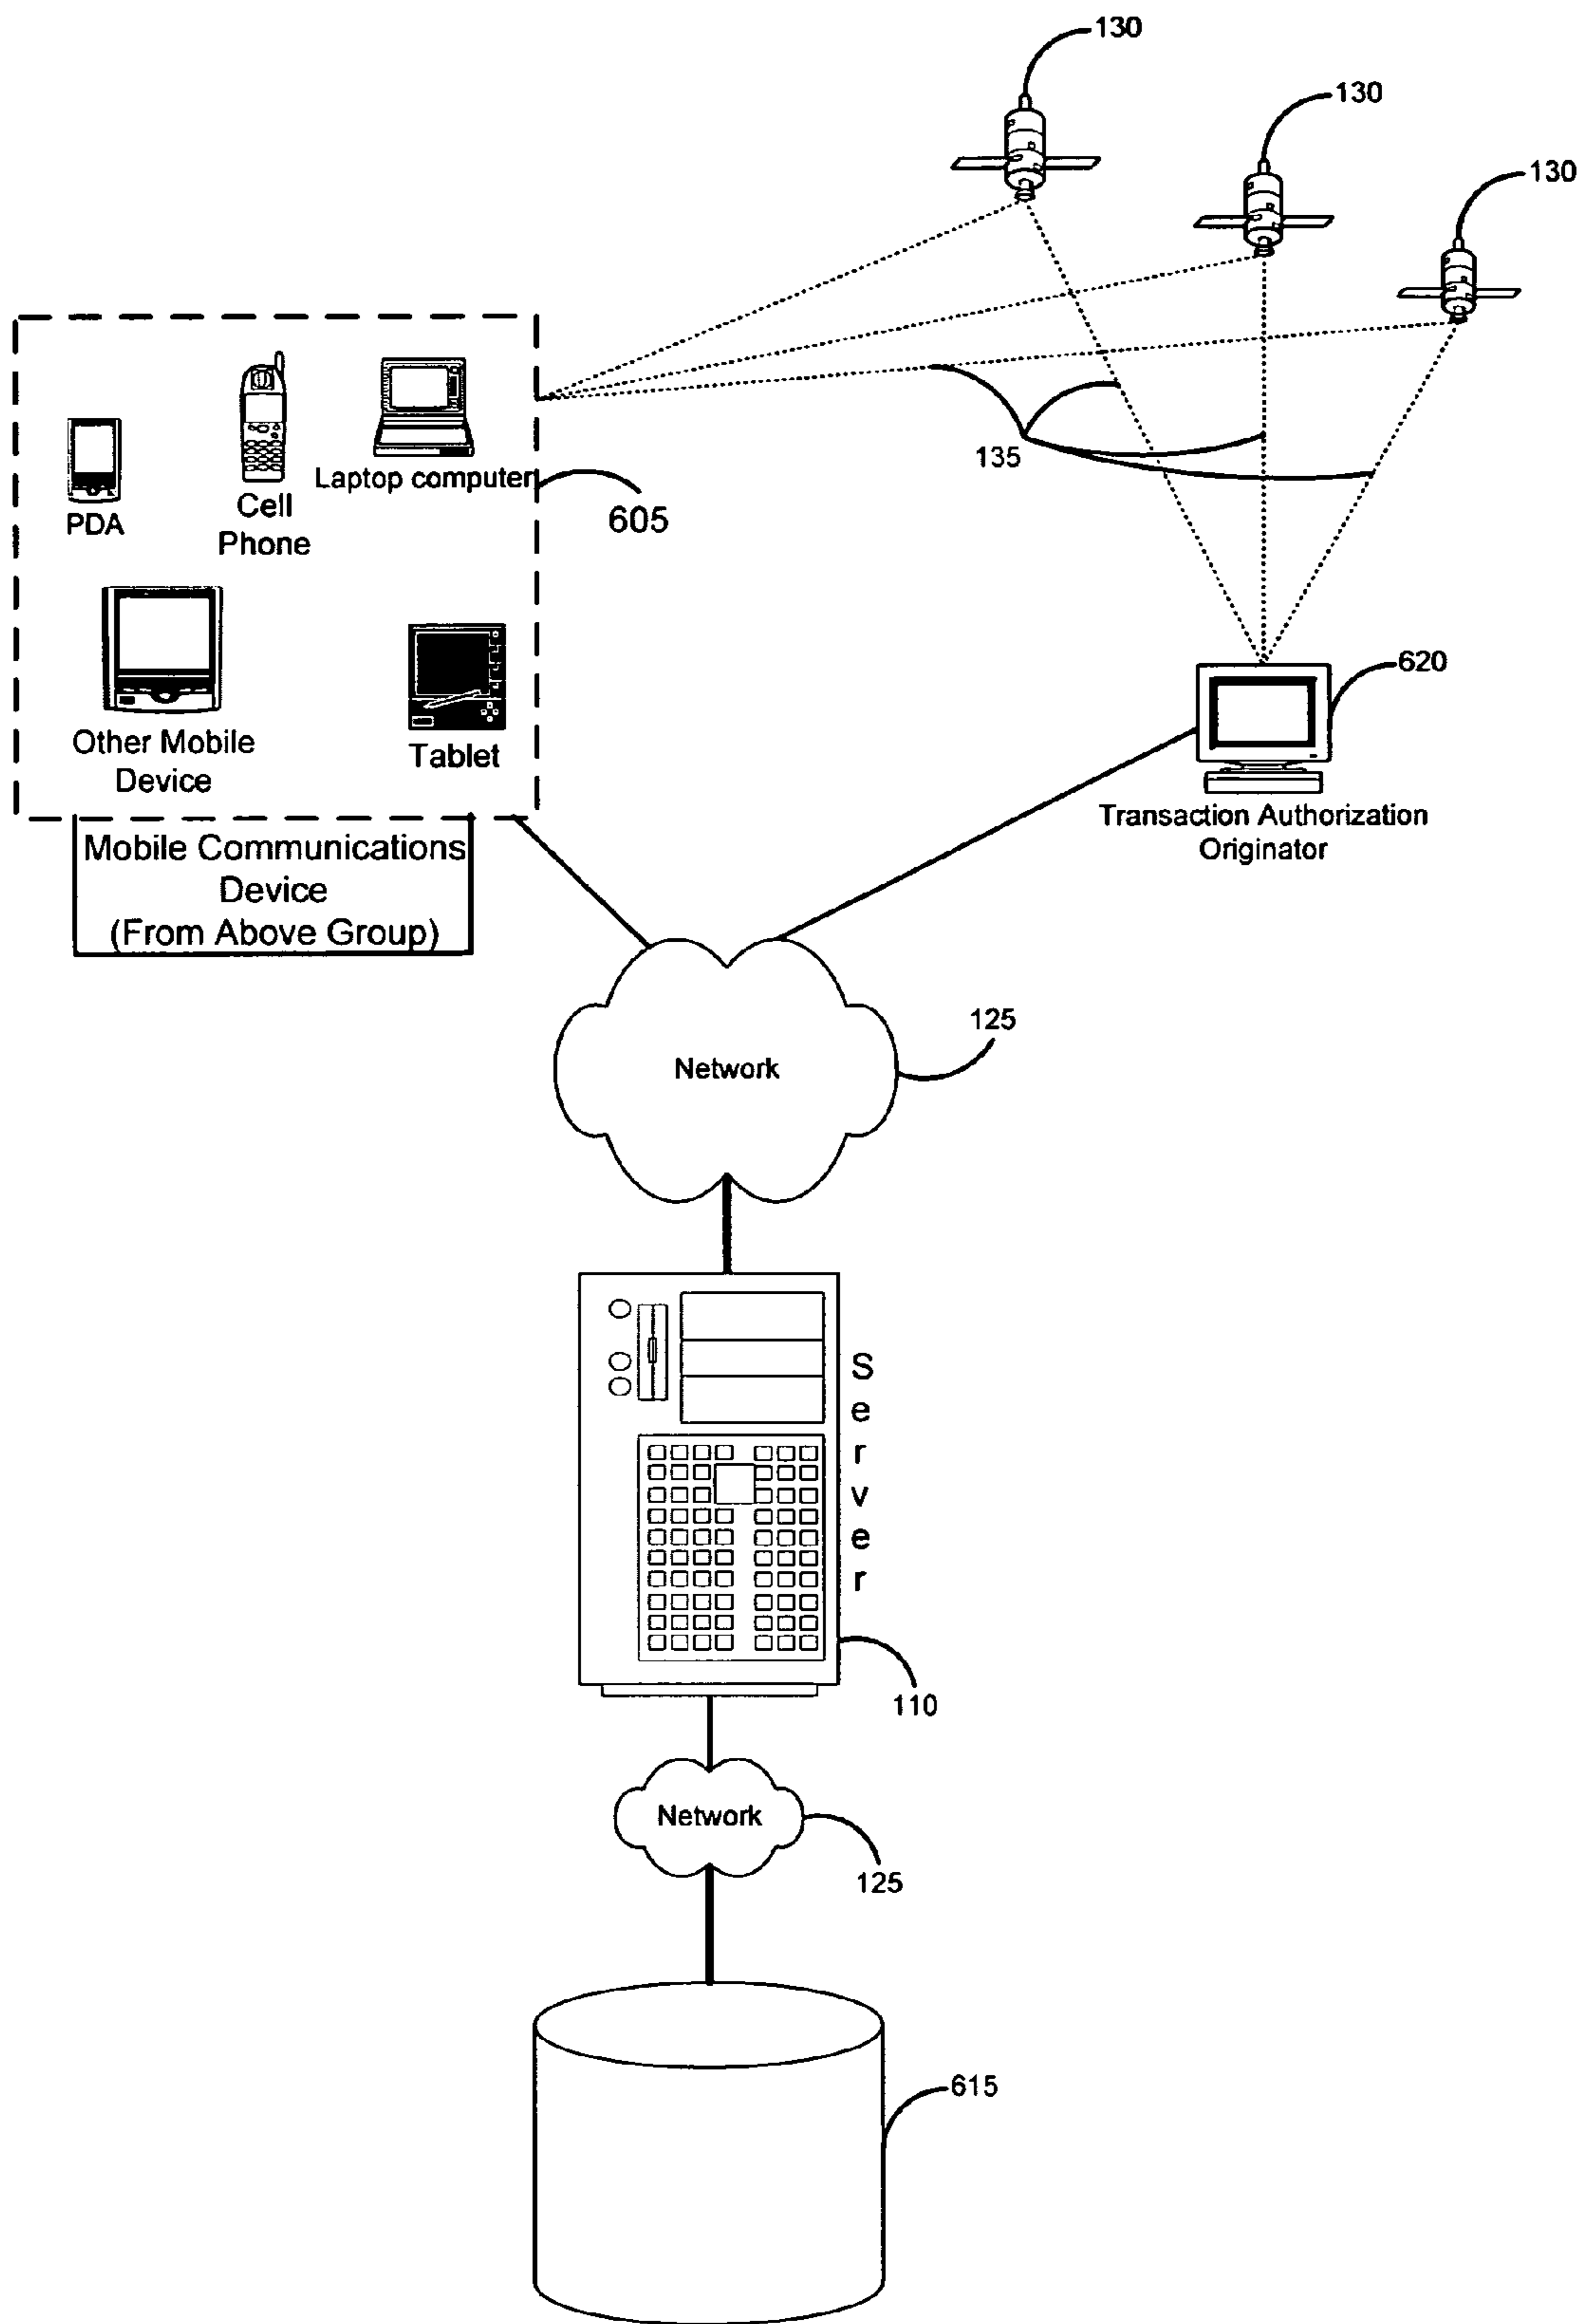 130
130
130
135
Laptop computer
PDA
Cell
Phone
605
Other Mobile
Device
Tablet
620
Transaction Authorization
Originator
Mobile Communications
Device
(From Above Group)
125
Network
Server
110
Network
125
615